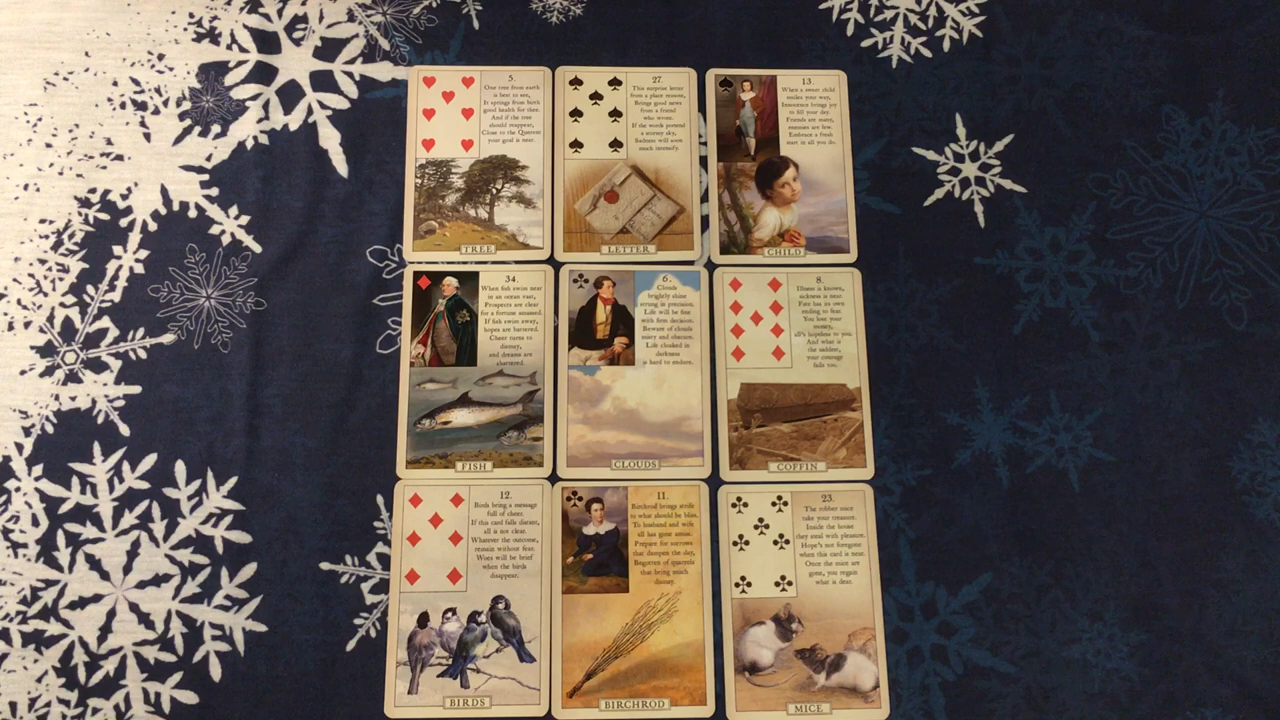 5.
One tree from earth
is best to see,
It springs from birth
good health for thee.
And if the tree
should reappear,
Close to the Querent
your goal is near.
TREE
27.
This surprise letter
from a place remote,
Brings good news
from a friend
who wrote.
If the words portend
a stormy sky,
Sadness will soon
much intensify.
LETTER
13.
When a sweet child
smiles your way,
Innocence brings joy
to fill your day.
Friends are many,
enemies are few.
Embrace a fresh
start in all you do.
CHILD
34.
When fish swim near
in an ocean vast,
Prospects are clear
for a fortune amassed.
If fish swim away,
hopes are bartered.
Cheer turns to
dismay,
and dreams are
shattered.
FISH
6.
Clouds
brightly shine
strung in precision.
Life will be fine
with firm decision.
Beware of clouds
misty and obscure.
Life cloaked in
darkness
is hard to endure.
CLOUDS
8.
Illness is known,
sickness is near.
Fate has its own
ending to fear.
You lose your
money,
all's hopeless to you.
And what is
the saddest,
your courage
fails too.
COFFIN
12.
Birds bring a message
full of cheer.
If this card falls distant,
all is not clear.
Whatever the outcome,
remain without fear.
Woes will be brief
when the birds
disappear.
BIRDS
11.
Birchrod brings strife
to what should be bliss.
To husband and wife
all has gone amiss.
Prepare for sorrows
that dampen the day,
Begotten of quarrels
that bring much
dismay.
BIRCHROD
23.
The robber mice
take your treasure.
Inside the house
they steal with pleasure.
Hope's not foregone
when this card is near.
Once the mice are
gone, you regain
what is dear.
MICE